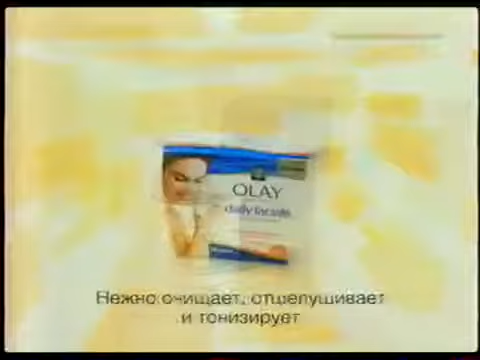 OLAY
daily facials
Нежно очищает, отшелушивает
и тонизирует